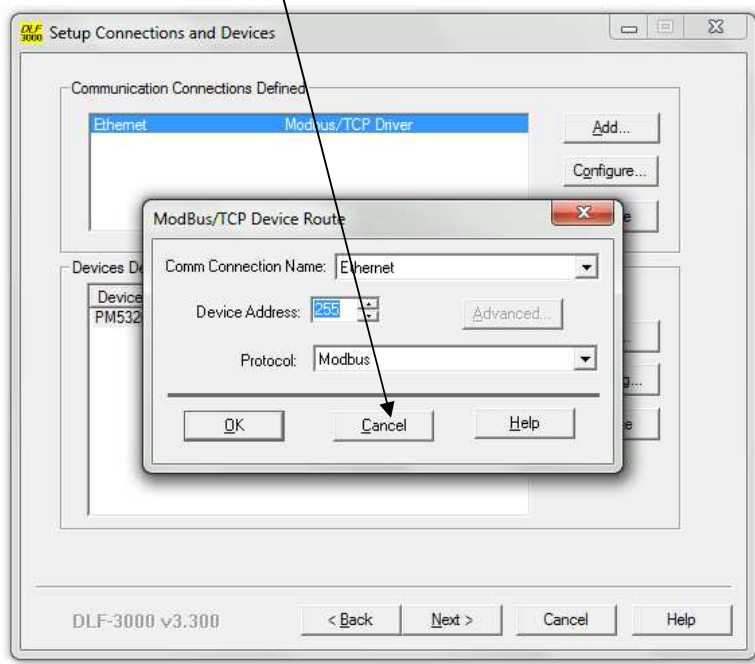 DLF 3000 Setup Connections and Devices
Communication Connections Defined
Ethernet Modbus/TCP Driver
Add...
Configure...
ModBus/TCP Device Route
Comm Connection Name: Ethernet
Device Address: 255 Advanced...
Protocol: Modbus
OK Cancel Help
Devices
Device
PM532
DLF-3000 v3.300 < Back Next > Cancel Help